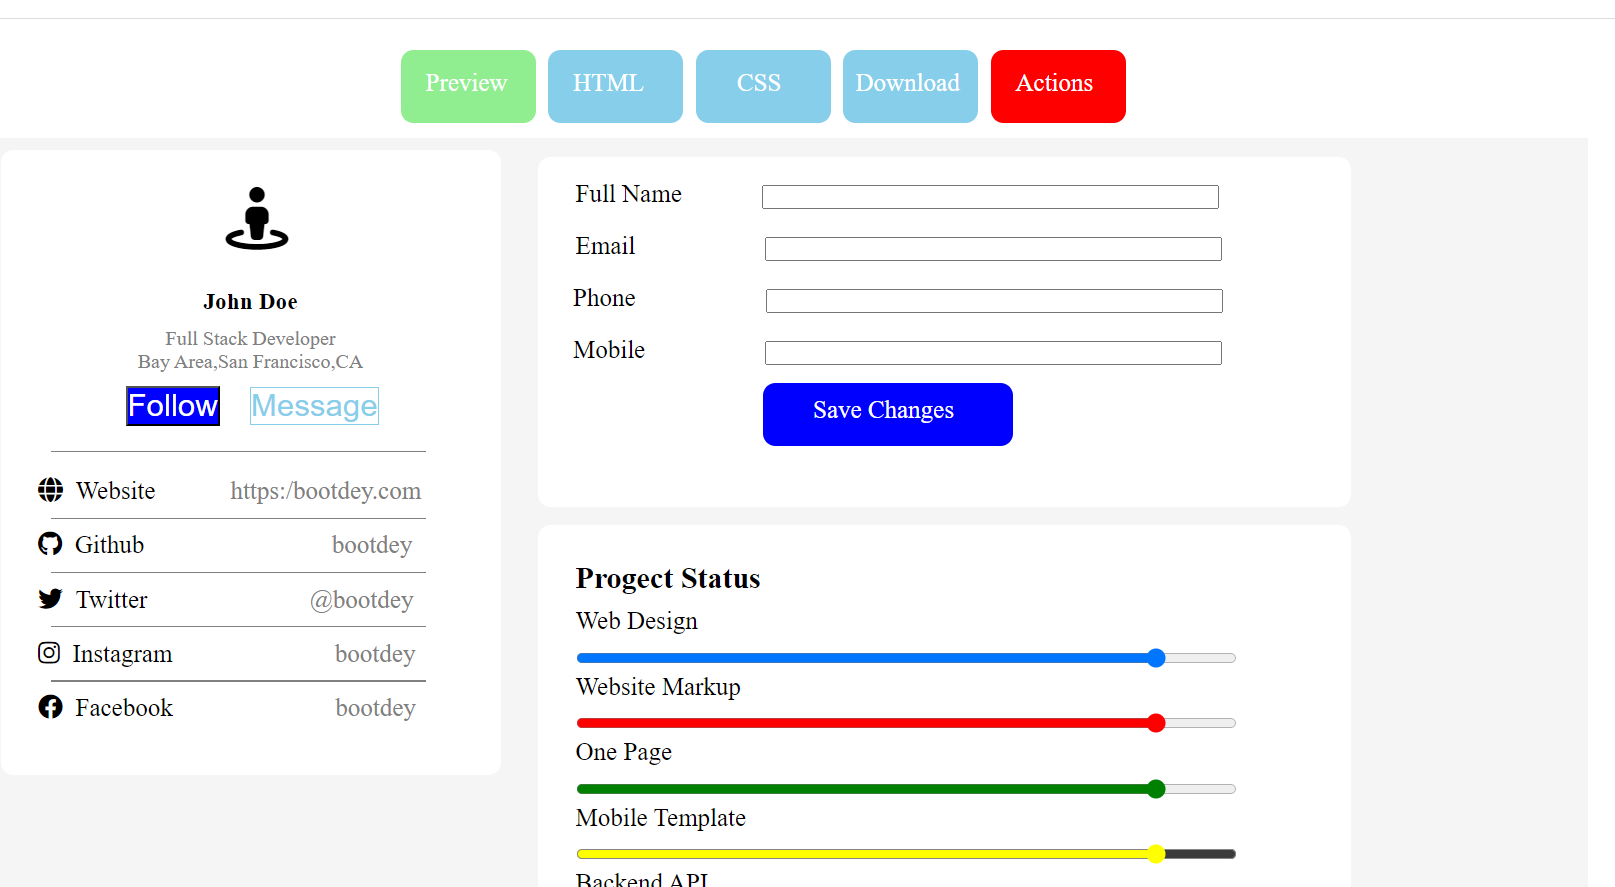 Preview HTML CSS Download Actions
John Doe
Full Stack Developer
Bay Area,San Francisco,CA
Follow Message
Website https:/bootdey.com
Github bootdey
Twitter @bootdey
Instagram bootdey
Facebook bootdey
Full Name
Email
Phone
Mobile
Save Changes
Progect Status
Web Design
Website Markup
One Page
Mobile Template
Backend API